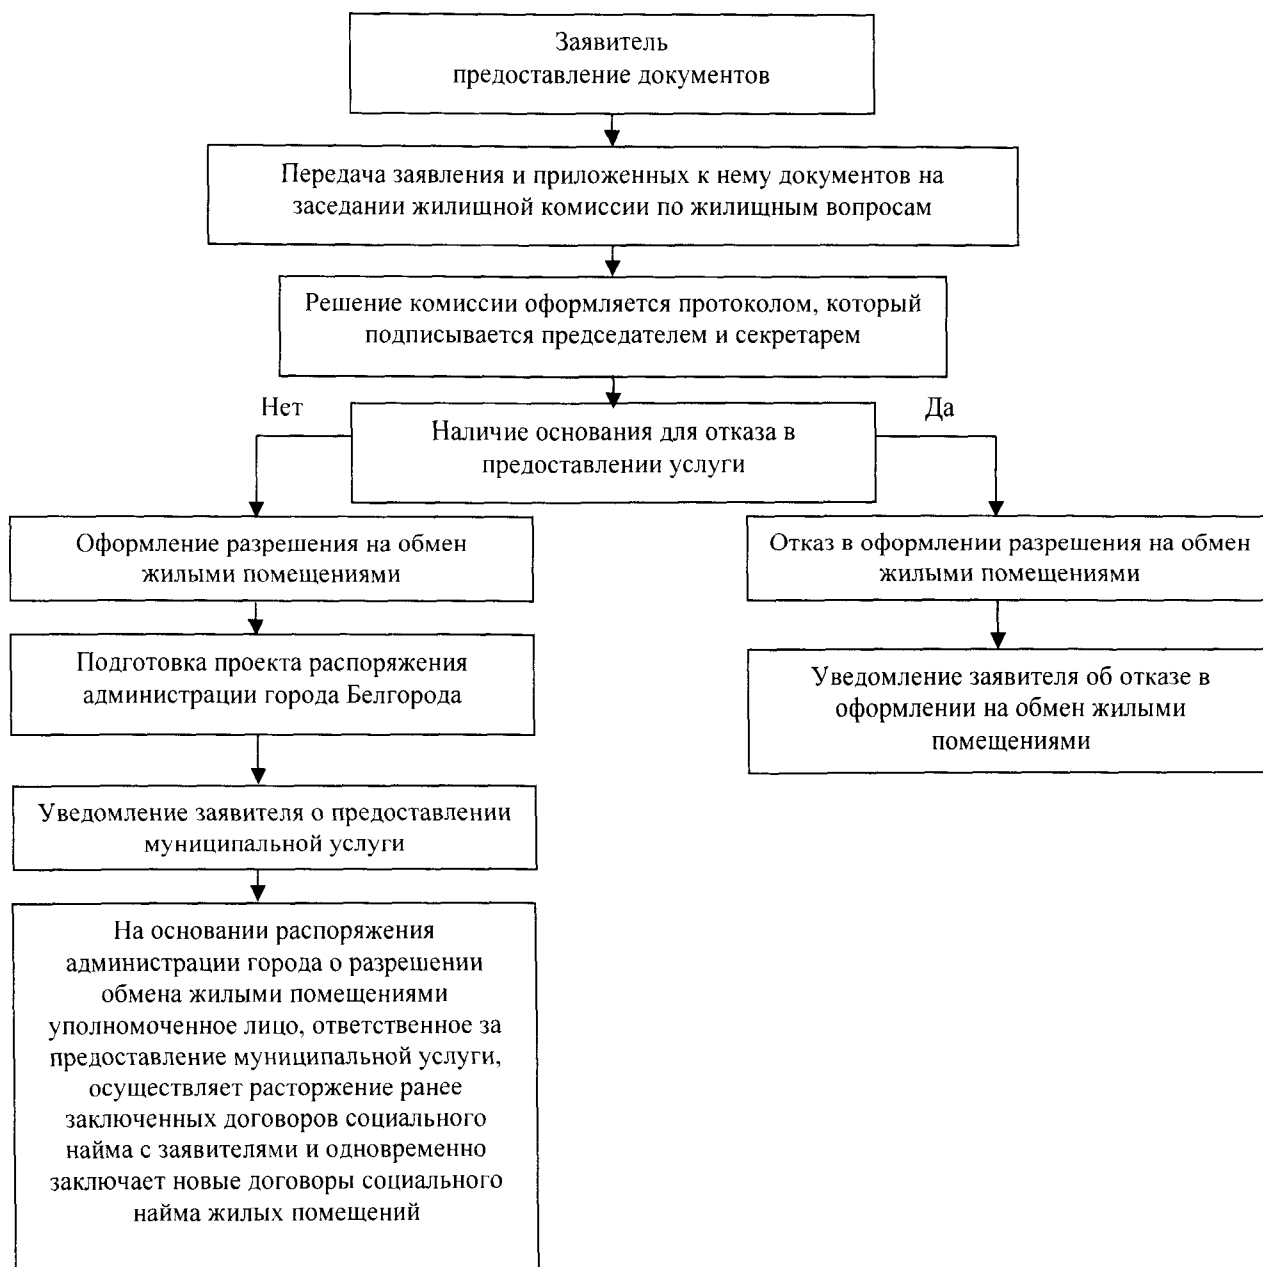 Заявитель
предоставление документов
Передача заявления и приложенных к нему документов на
заседании жилищной комиссии по жилищным вопросам
Решение комиссии оформляется протоколом, который
подписывается председателем и секретарем
Нет
Да
Наличие основания для отказа в
предоставлении услуги
Оформление разрешения на обмен
жилыми помещениями
Отказ в оформлении разрешения на обмен
жилыми помещениями
Подготовка проекта распоряжения
администрации города Белгорода
Уведомление заявителя об отказе в
оформлении на обмен жилыми
помещениями
Уведомление заявителя о предоставлении
муниципальной услуги
На основании распоряжения
администрации города о разрешении
обмена жилыми помещениями
уполномоченное лицо, ответственное за
предоставление муниципальной услуги,
осуществляет расторжение ранее
заключенных договоров социального
найма с заявителями и одновременно
заключает новые договоры социального
найма жилых помещений